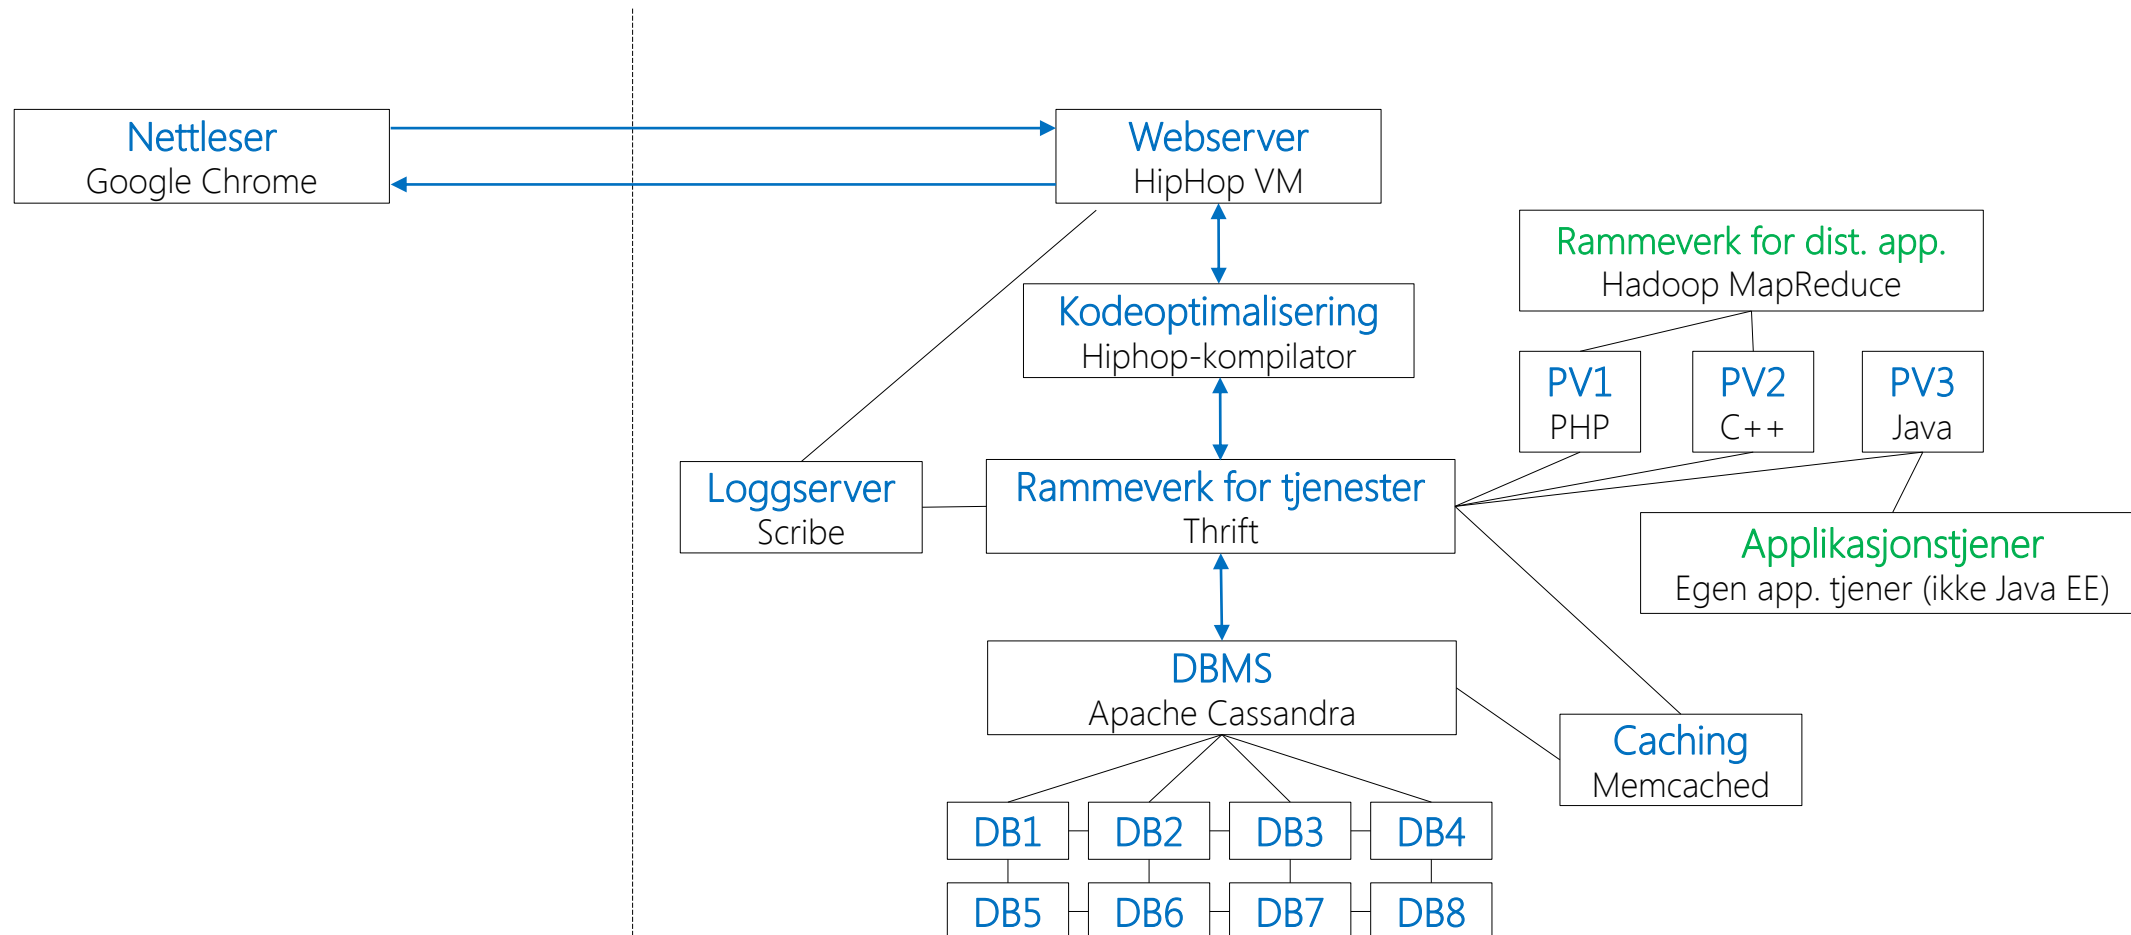 Nettleser
Google Chrome
Webserver
HipHop VM
Rammeverk for dist. app.
Hadoop MapReduce
Kodeoptimalisering
Hiphop-kompilator
PV1
PHP
PV2
C++
PV3
Java
Loggserver
Scribe
Rammeverk for tjenester
Thrift
Applikasjonstjener
Egen app. tjener (ikke Java EE)
DBMS
Apache Cassandra
Caching
Memcached
DB1
DB2
DB3
DB4
DB5
DB6
DB7
DB8